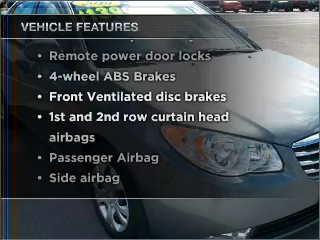 VEHICLE FEATURES
• Remote power door locks
• 4-wheel ABS Brakes
• Front Ventilated disc brakes
• 1st and 2nd row curtain head
airbags
• Passenger Airbag
• Side airbag